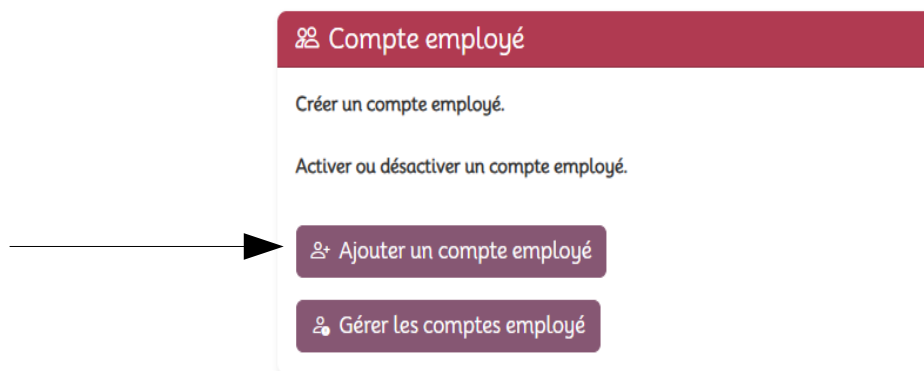 Compte employé
Créer un compte employé.
Activer ou désactiver un compte employé.
Ajouter un compte employé
Gérer les comptes employé